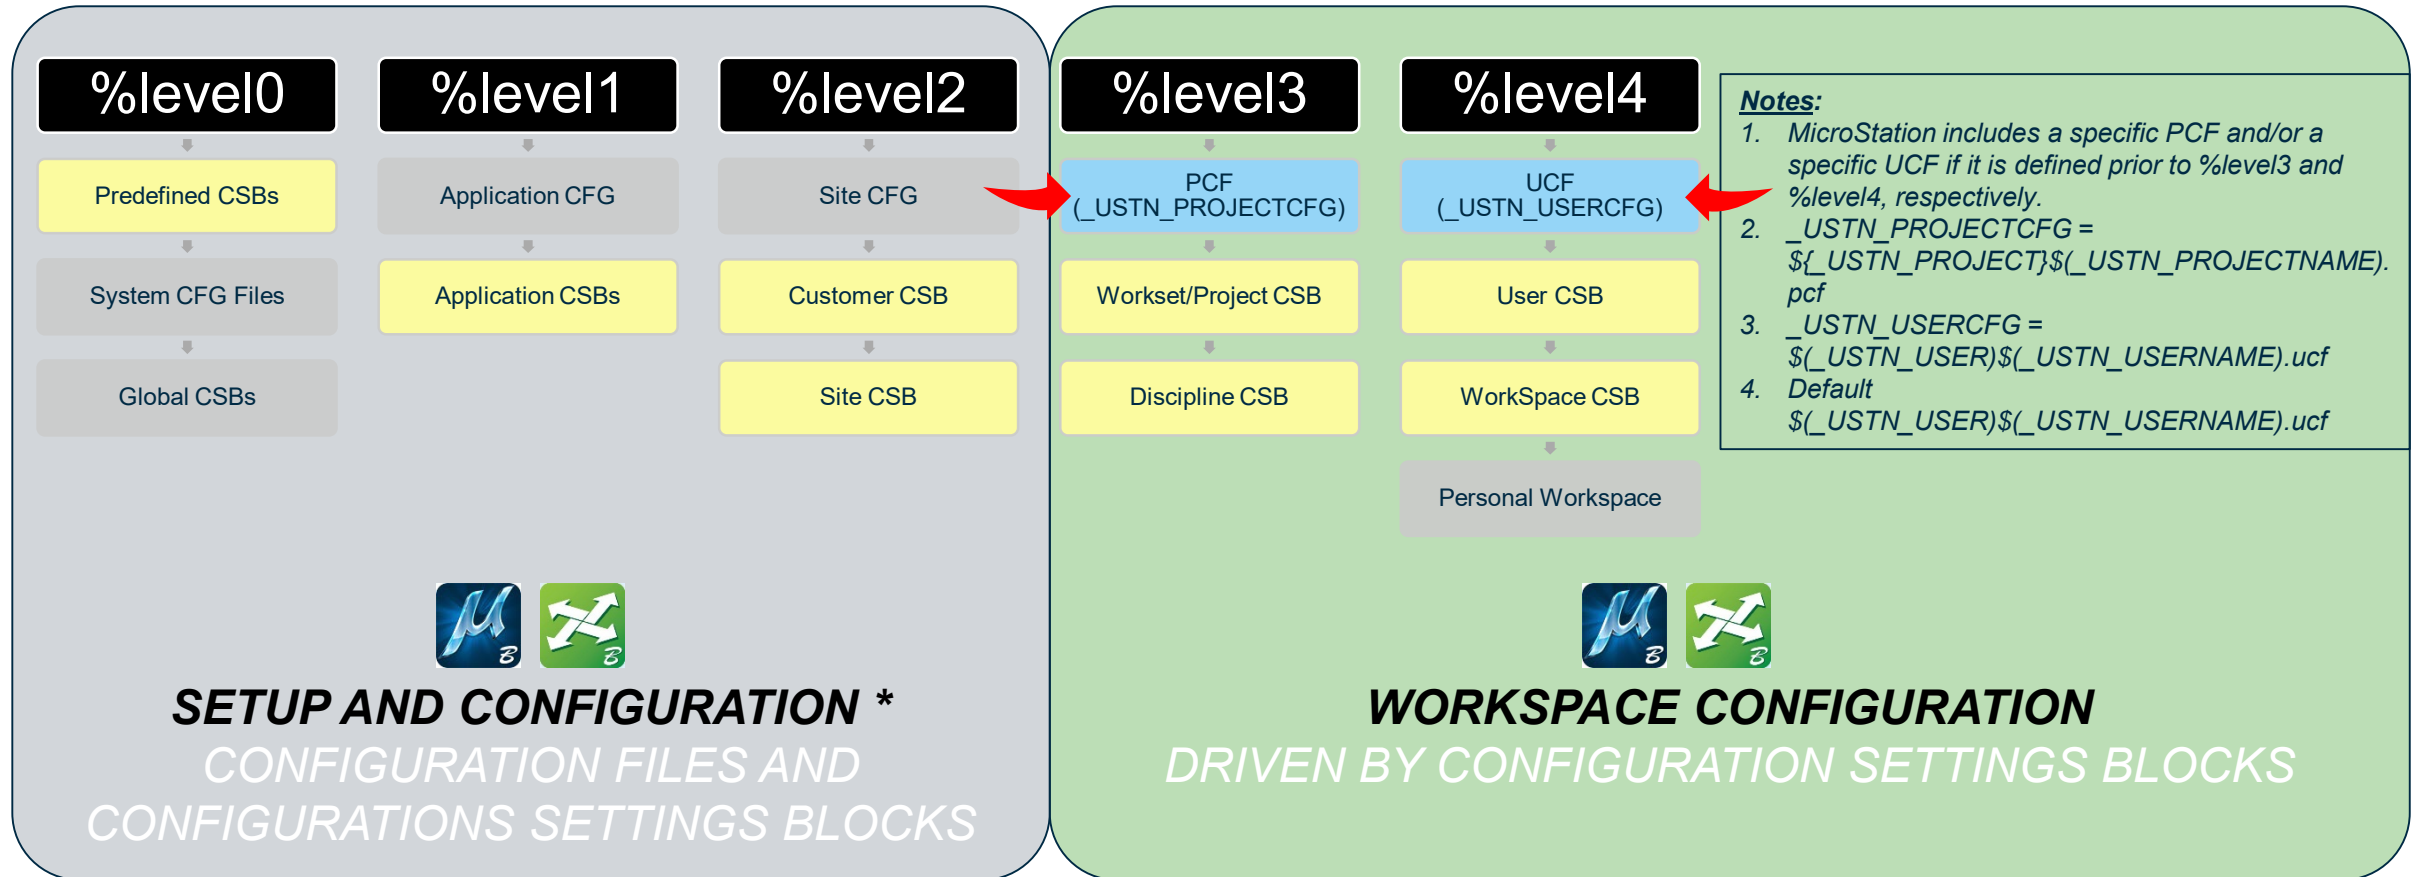 %level0
Predefined CSBs
System CFG Files
Global CSBs
%level1
Application CFG
Application CSBs
%level2
Site CFG
Customer CSB
Site CSB
%level3
PCF
(_USTN_PROJECTCFG)
Workset/Project CSB
Discipline CSB
%level4
UCF
(_USTN_USERCFG)
User CSB
WorkSpace CSB
Personal Workspace
Notes:
1. MicroStation includes a specific PCF and/or a
specific UCF if it is defined prior to %level3 and
%level4, respectively.
2. _USTN_PROJECTCFG =
${_USTN_PROJECT}$(_USTN_PROJECTNAME).
pcf
3. _USTN_USERCFG =
$(_USTN_USER)$(_USTN_USERNAME).ucf
4. Default
$(_USTN_USER)$(_USTN_USERNAME).ucf
μ B
B
SETUP AND CONFIGURATION *
CONFIGURATION FILES AND
CONFIGURATIONS SETTINGS BLOCKS
μ B
B
WORKSPACE CONFIGURATION
DRIVEN BY CONFIGURATION SETTINGS BLOCKS